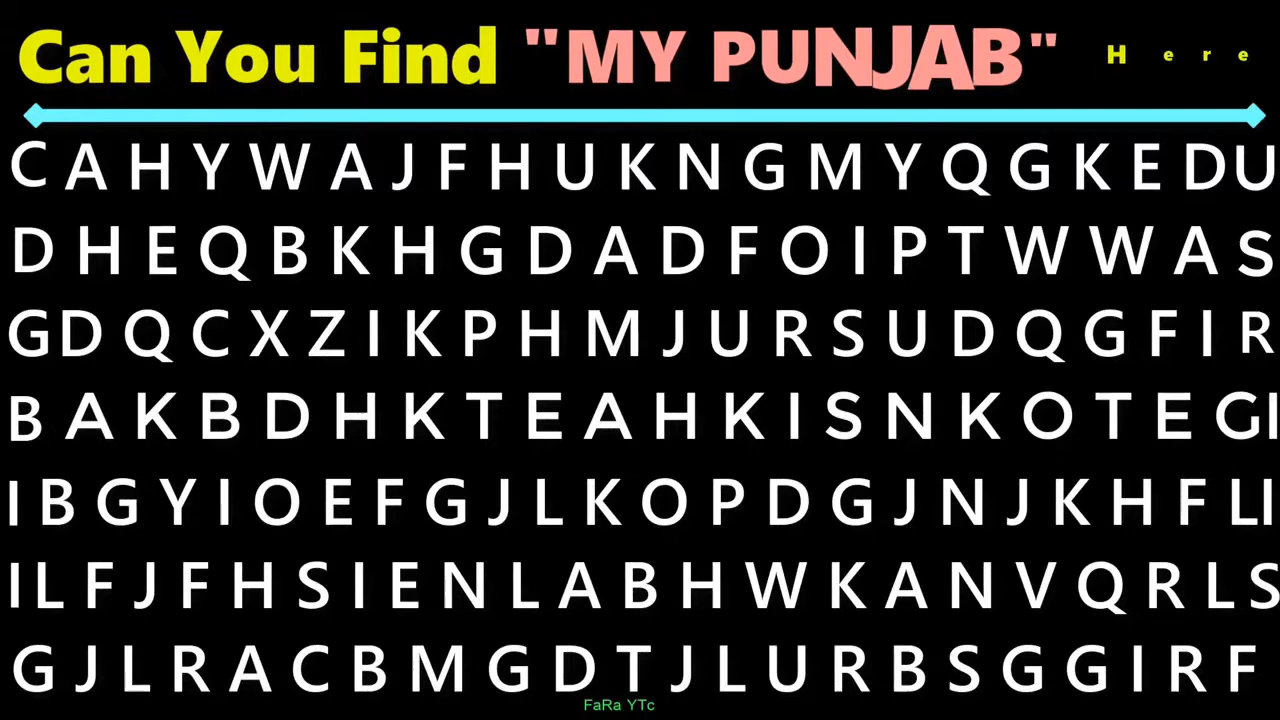 Can You Find "MY PUNJAB" Here
C A H Y W A J F H U K N G M Y Q G K E D U
D H E Q B K H G D A D F O I P T W W A S
G D Q C X Z I K P H M J U R S U D Q G F I R
B A K B D H K T E A H K I S N K O T E G I
I B G Y I O E F G J L K O P D G J N J K H F L I
I L F J F H S I E N L A B H W K A N V Q R L S
G J L R A C B M G D T J L U R B S G G I R F
FaRa YTc